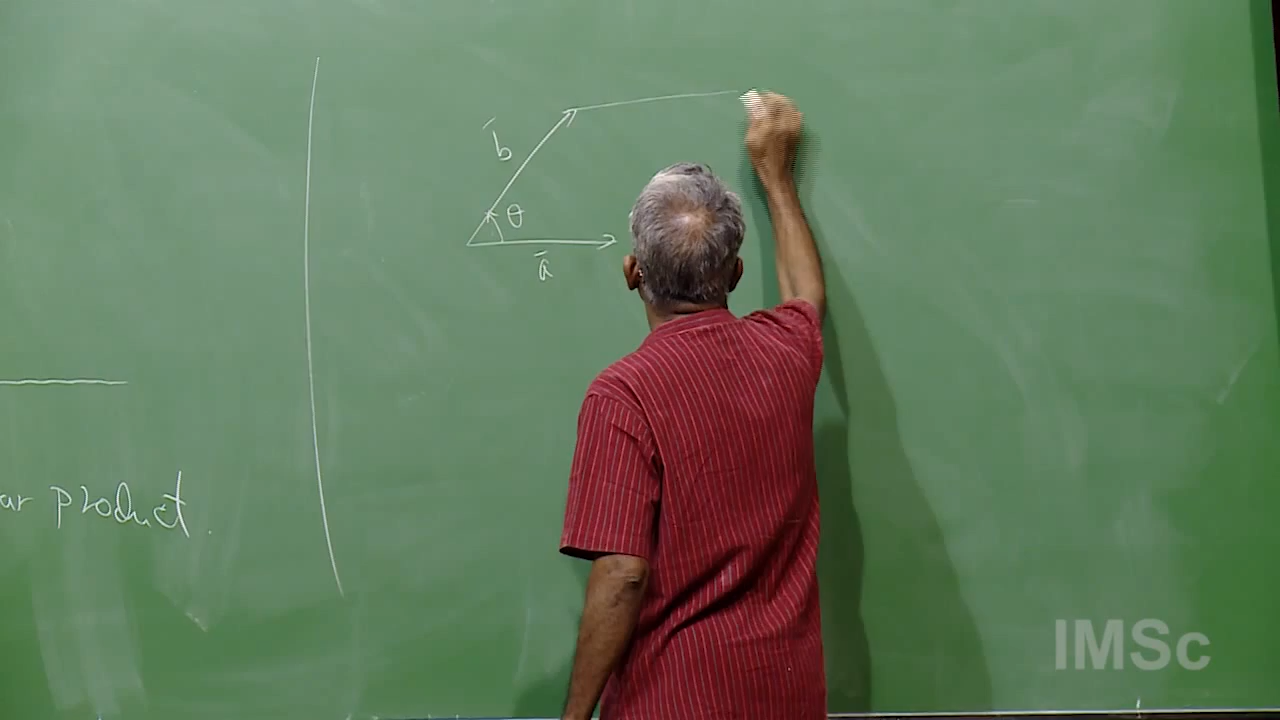 ar product.
b̄
θ
ā
IMSc